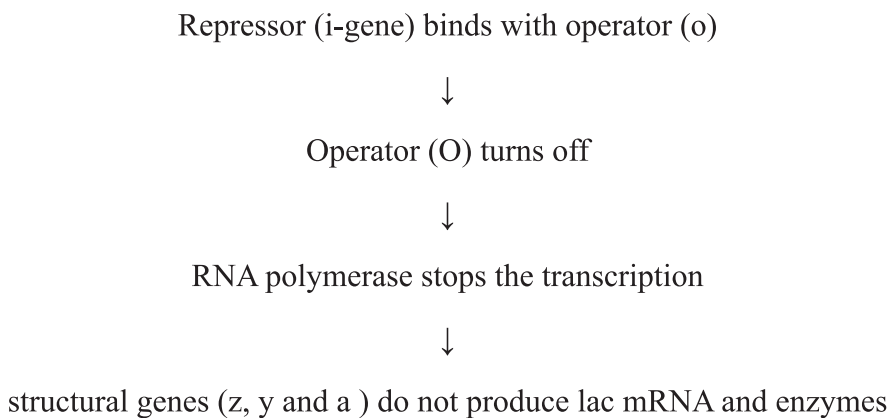 Repressor (i-gene) binds with operator (o)
↓
Operator (O) turns off
↓
RNA polymerase stops the transcription
↓
structural genes (z, y and a ) do not produce lac mRNA and enzymes